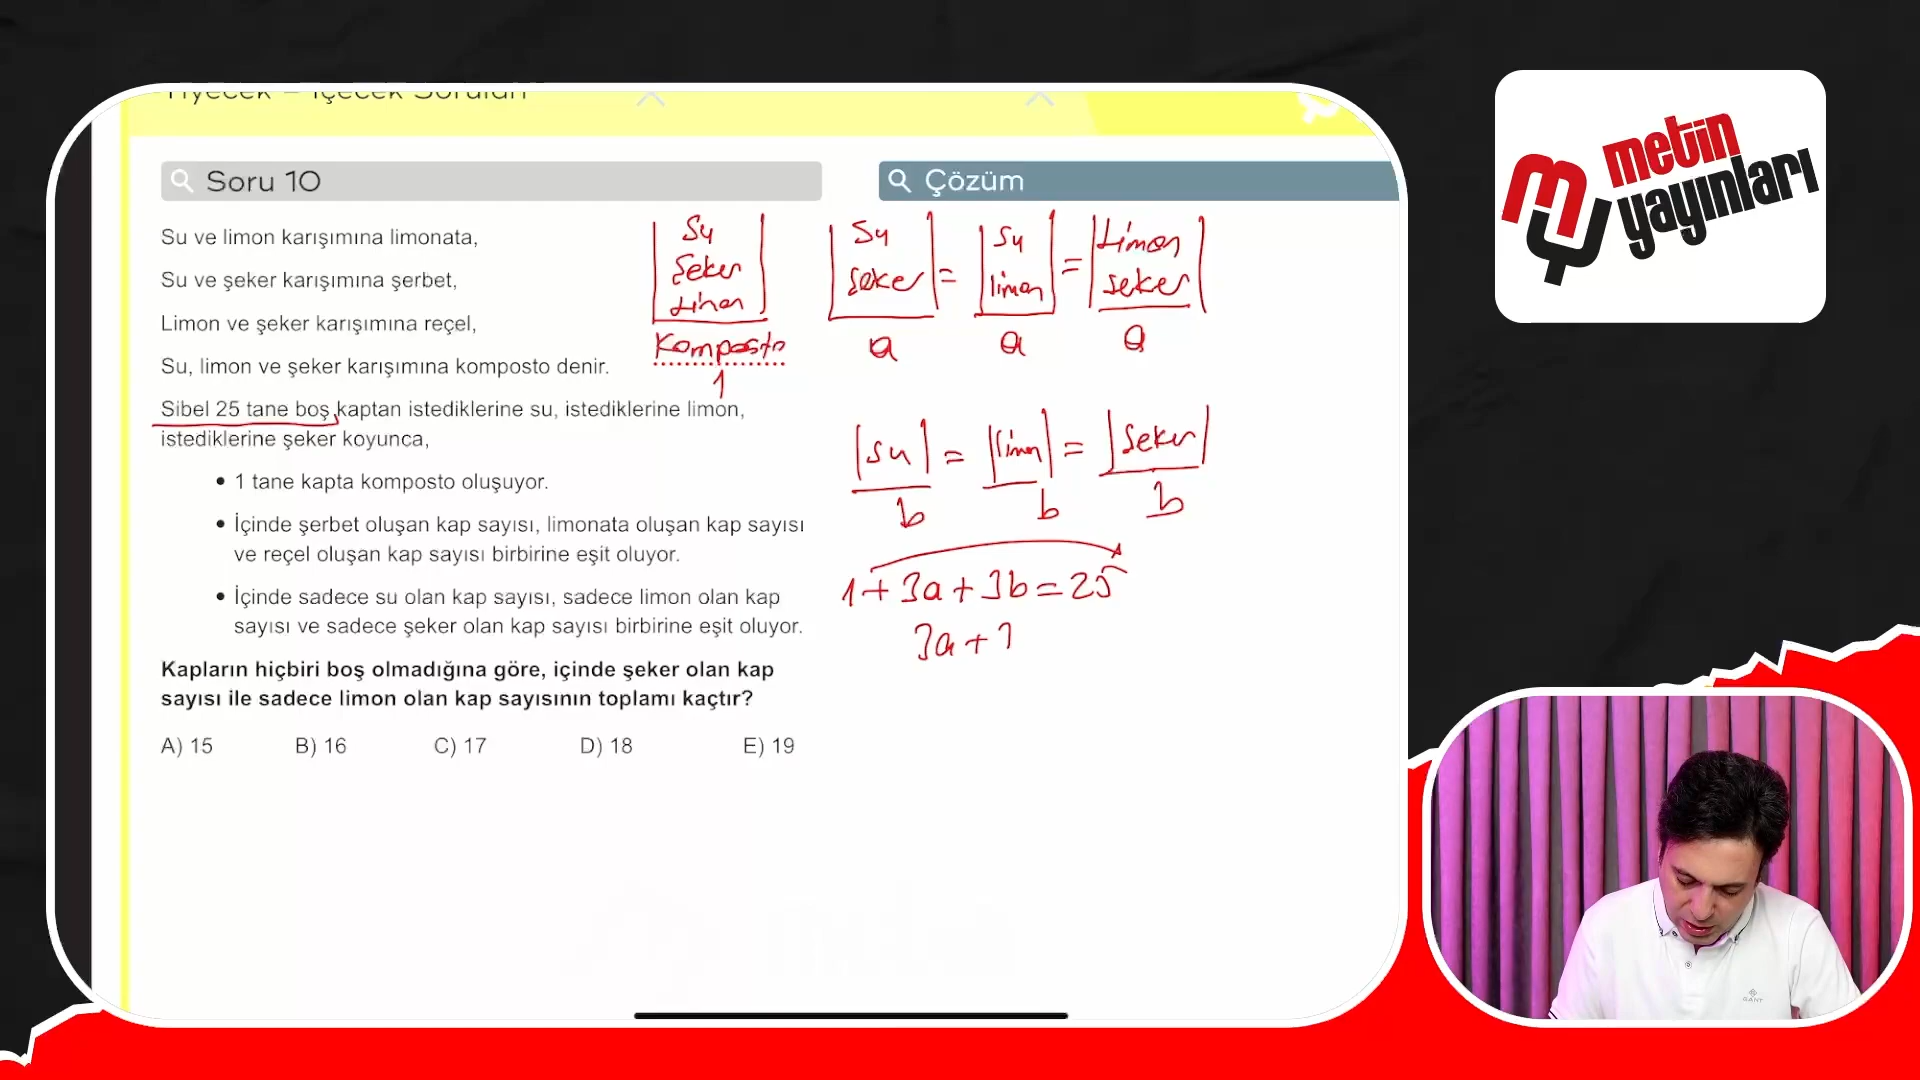 Soru 10
Çözüm
Su ve limon karışımına limonata,
Su ve şeker karışımına şerbet,
Limon ve şeker karışımına reçel,
Su, limon ve şeker karışımına komposto denir.
Sibel 25 tane boş kaptan istediklerine su, istediklerine limon,
istediklerine şeker koyunca,
• 1 tane kapta komposto oluşuyor.
• İçinde şerbet oluşan kap sayısı, limonata oluşan kap sayısı
ve reçel oluşan kap sayısı birbirine eşit oluyor.
• İçinde sadece su olan kap sayısı, sadece limon olan kap
sayısı ve sadece şeker olan kap sayısı birbirine eşit oluyor.
Kapların hiçbiri boş olmadığına göre, içinde şeker olan kap
sayısı ile sadece limon olan kap sayısının toplamı kaçtır?
A) 15 B) 16 C) 17 D) 18 E) 19
Su
Şeker
Limon
Komposto
1
Su
Şeker
=
Su
limon
=
Limon
şeker
a a a
Su = limon = Şeker
b b b
1+3a+3b=25
3a+3
metin
yayınları
GANT